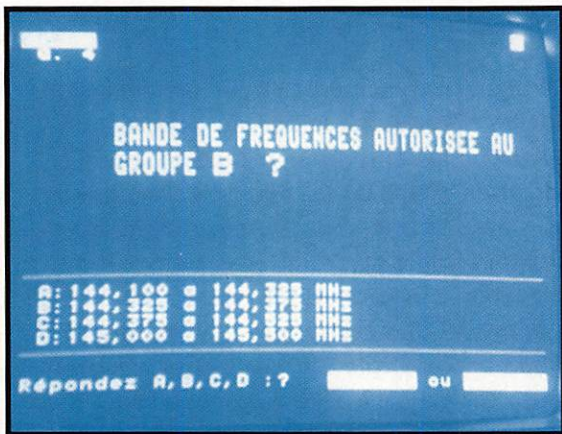 BANDE DE FREQUENCES AUTORISEE AU
GROUPE B ?
A: 144,100 a 144,325 MHz
B: 144,325 a 144,375 MHz
C: 144,375 a 144,525 MHz
D: 145,000 a 145,500 MHz
Répondez A,B,C,D :? ou